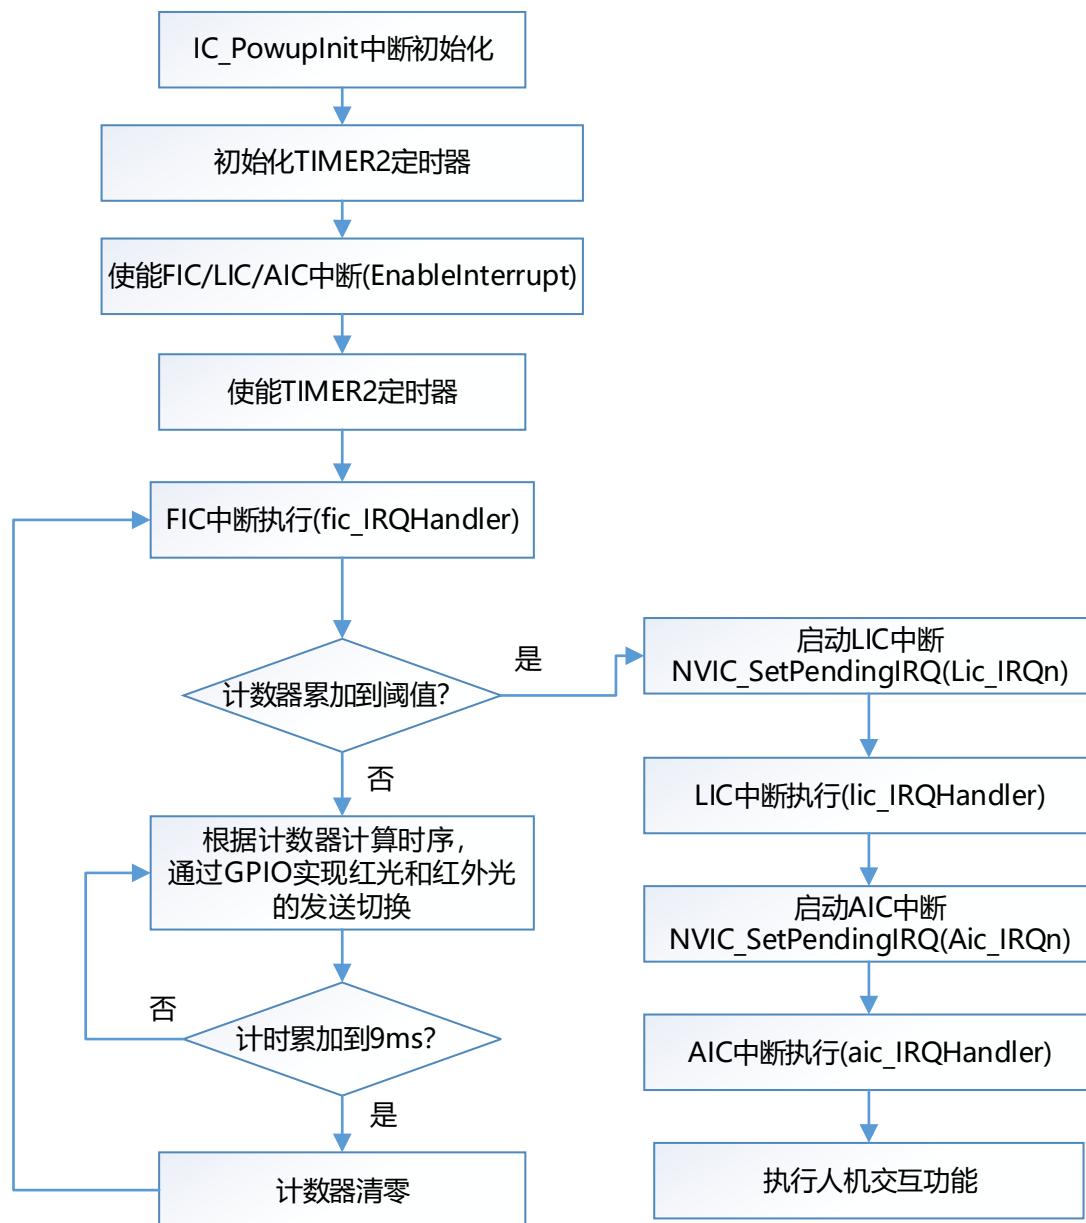 IC_PowupInit中断初始化
初始化TIMER2定时器
使能FIC/LIC/AIC中断(EnableInterrupt)
使能TIMER2定时器
FIC中断执行(fic_IRQHandler)
计数器累加到阈值?
是
否
根据计数器计算时序,
通过GPIO实现红光和红外光
的发送切换
否
计时累加到9ms?
是
计数器清零
启动LIC中断
NVIC_SetPendingIRQ(Lic_IRQn)
LIC中断执行(lic_IRQHandler)
启动AIC中断
NVIC_SetPendingIRQ(Aic_IRQn)
AIC中断执行(aic_IRQHandler)
执行人机交互功能